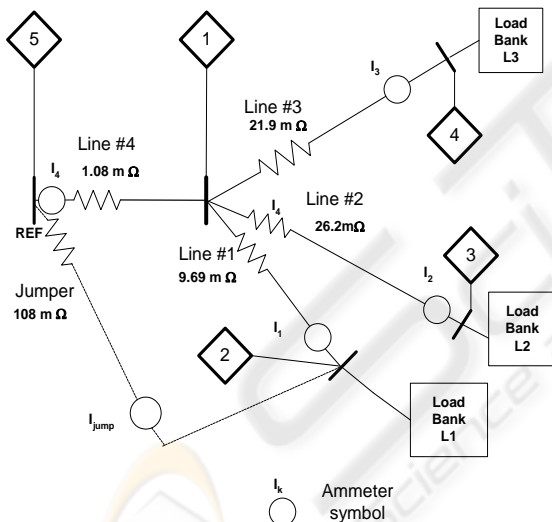 5
1
Load
Bank
L3
I3
Line #3
21.9 m Ω
4
Line #4
1.08 m Ω
I4
REF
Line #2
26.2mΩ
I4
Line #1
9.69 m Ω
3
Jumper
108 m Ω
I2
Load
Bank
L2
I1
2
Load
Bank
L1
Ijump
Ik
Ammeter
symbol